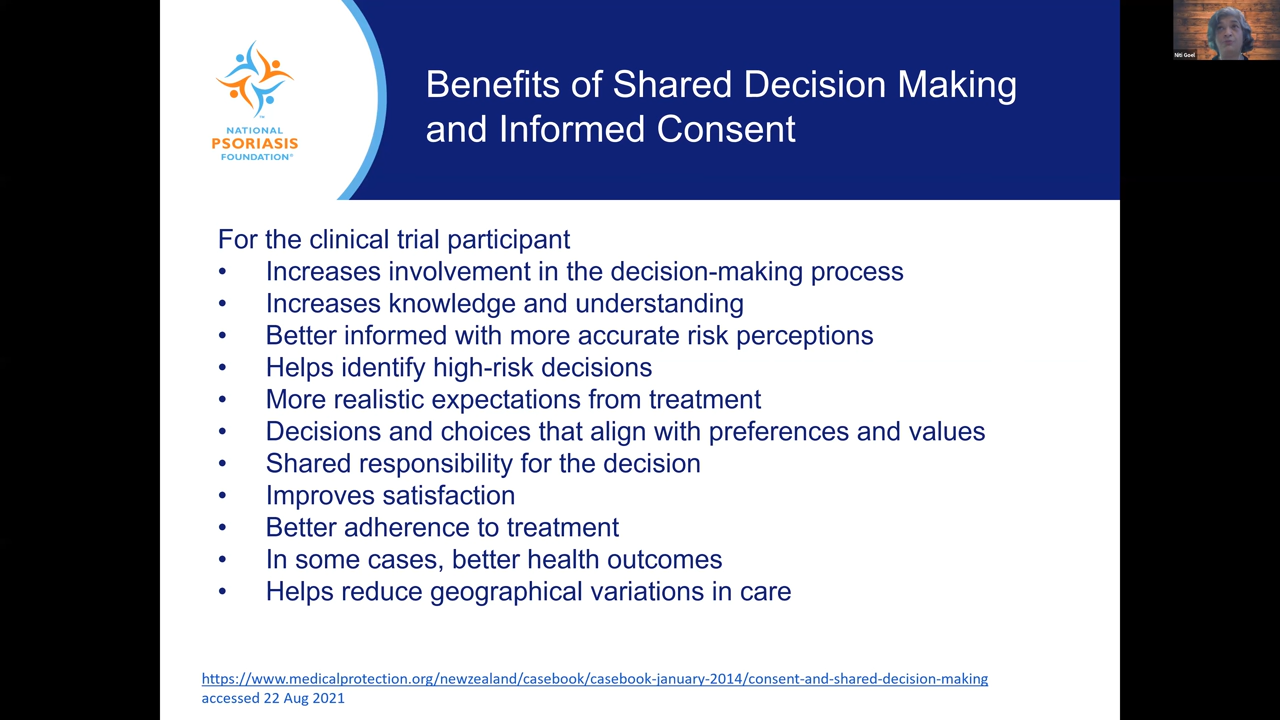 NATIONAL
PSORIASIS
FOUNDATION®
Benefits of Shared Decision Making
and Informed Consent
Niti Goel
For the clinical trial participant
• Increases involvement in the decision-making process
• Increases knowledge and understanding
• Better informed with more accurate risk perceptions
• Helps identify high-risk decisions
• More realistic expectations from treatment
• Decisions and choices that align with preferences and values
• Shared responsibility for the decision
• Improves satisfaction
• Better adherence to treatment
• In some cases, better health outcomes
• Helps reduce geographical variations in care
https://www.medicalprotection.org/newzealand/casebook/casebook-january-2014/consent-and-shared-decision-making
accessed 22 Aug 2021